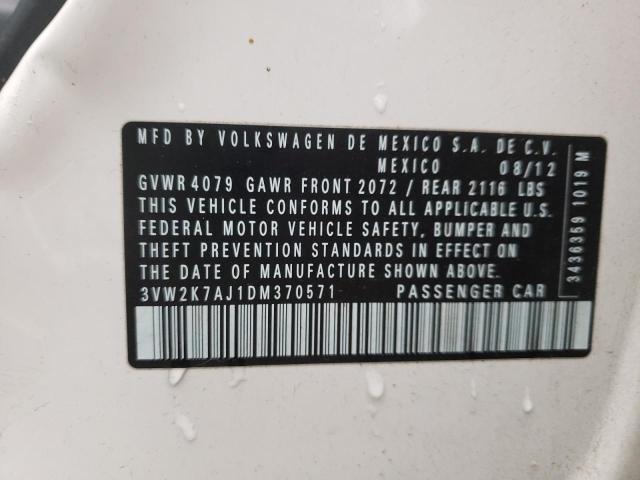 MFD BY VOLKSWAGEN DE MEXICO S.A. DE C.V.
MEXICO 08/12
GVWR 4079 GAWR FRONT 2072 / REAR 2116 LBS
THIS VEHICLE CONFORMS TO ALL APPLICABLE U.S.
FEDERAL MOTOR VEHICLE SAFETY, BUMPER AND
THEFT PREVENTION STANDARDS IN EFFECT ON
THE DATE OF MANUFACTURE SHOWN ABOVE.
3VW2K7AJ1DM370571 PASSENGER CAR
3436359 1019 M